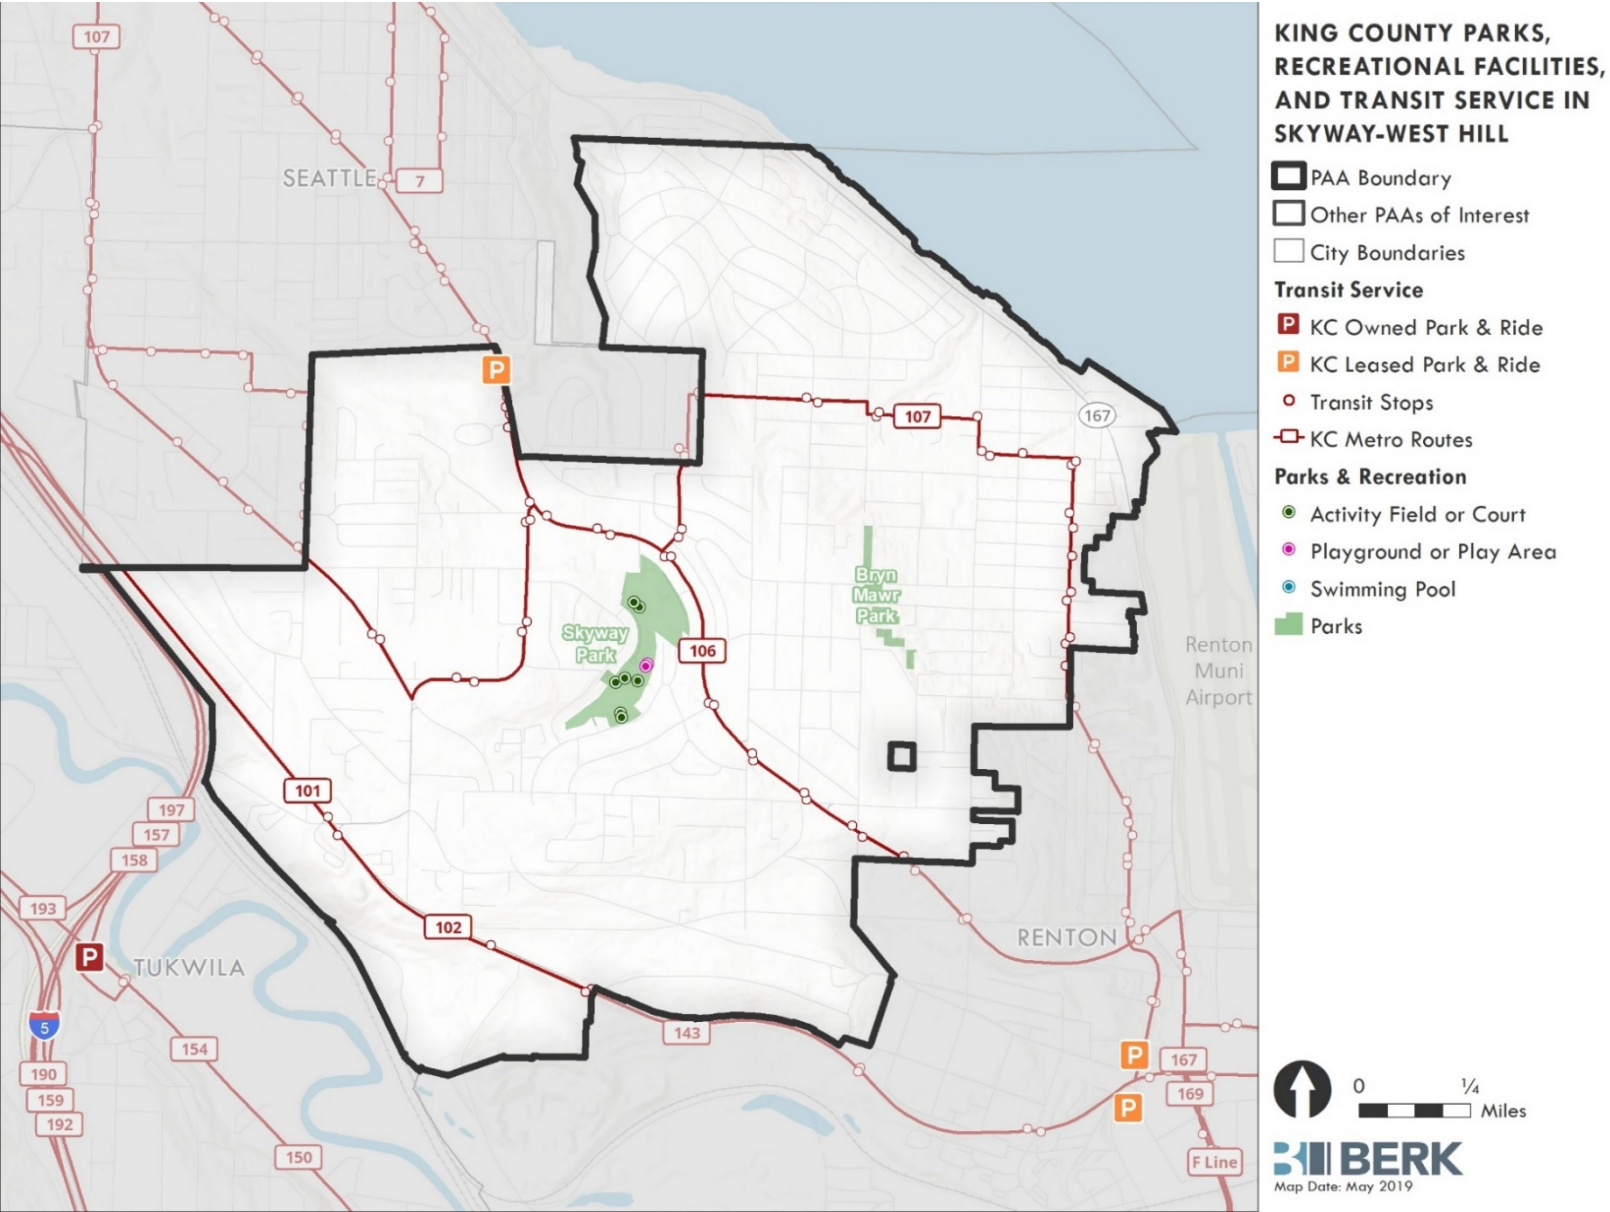 KING COUNTY PARKS,
RECREATIONAL FACILITIES,
AND TRANSIT SERVICE IN
SKYWAY-WEST HILL
PAA Boundary
Other PAAs of Interest
City Boundaries
Transit Service
P KC Owned Park & Ride
P KC Leased Park & Ride
Transit Stops
KC Metro Routes
Parks & Recreation
Activity Field or Court
Playground or Play Area
Swimming Pool
Parks
107
SEATTLE
7
P
107
167
Bryn
Mawr
Park
Skyway
Park
106
Renton
Muni
Airport
101
197
157
158
193
102
RENTON
P
TUKWILA
5
143
154
P
167
190
169
P
159
192
150
F Line
0 ¼
Miles
BERK
Map Date: May 2019